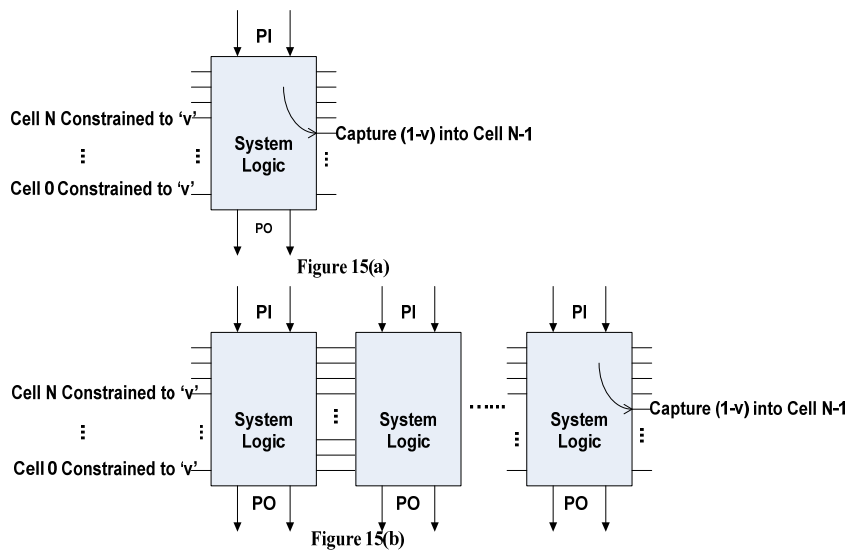 PI
Cell N Constrained to ‘v’
Capture (1-v) into Cell N-1
System
Logic
Cell 0 Constrained to ‘v’
PO
Figure 15(a)
PI PI PI
Cell N Constrained to ‘v’
Capture (1-v) into Cell N-1
System System System
Logic Logic Logic
Cell 0 Constrained to ‘v’
PO PO PO
Figure 15(b)